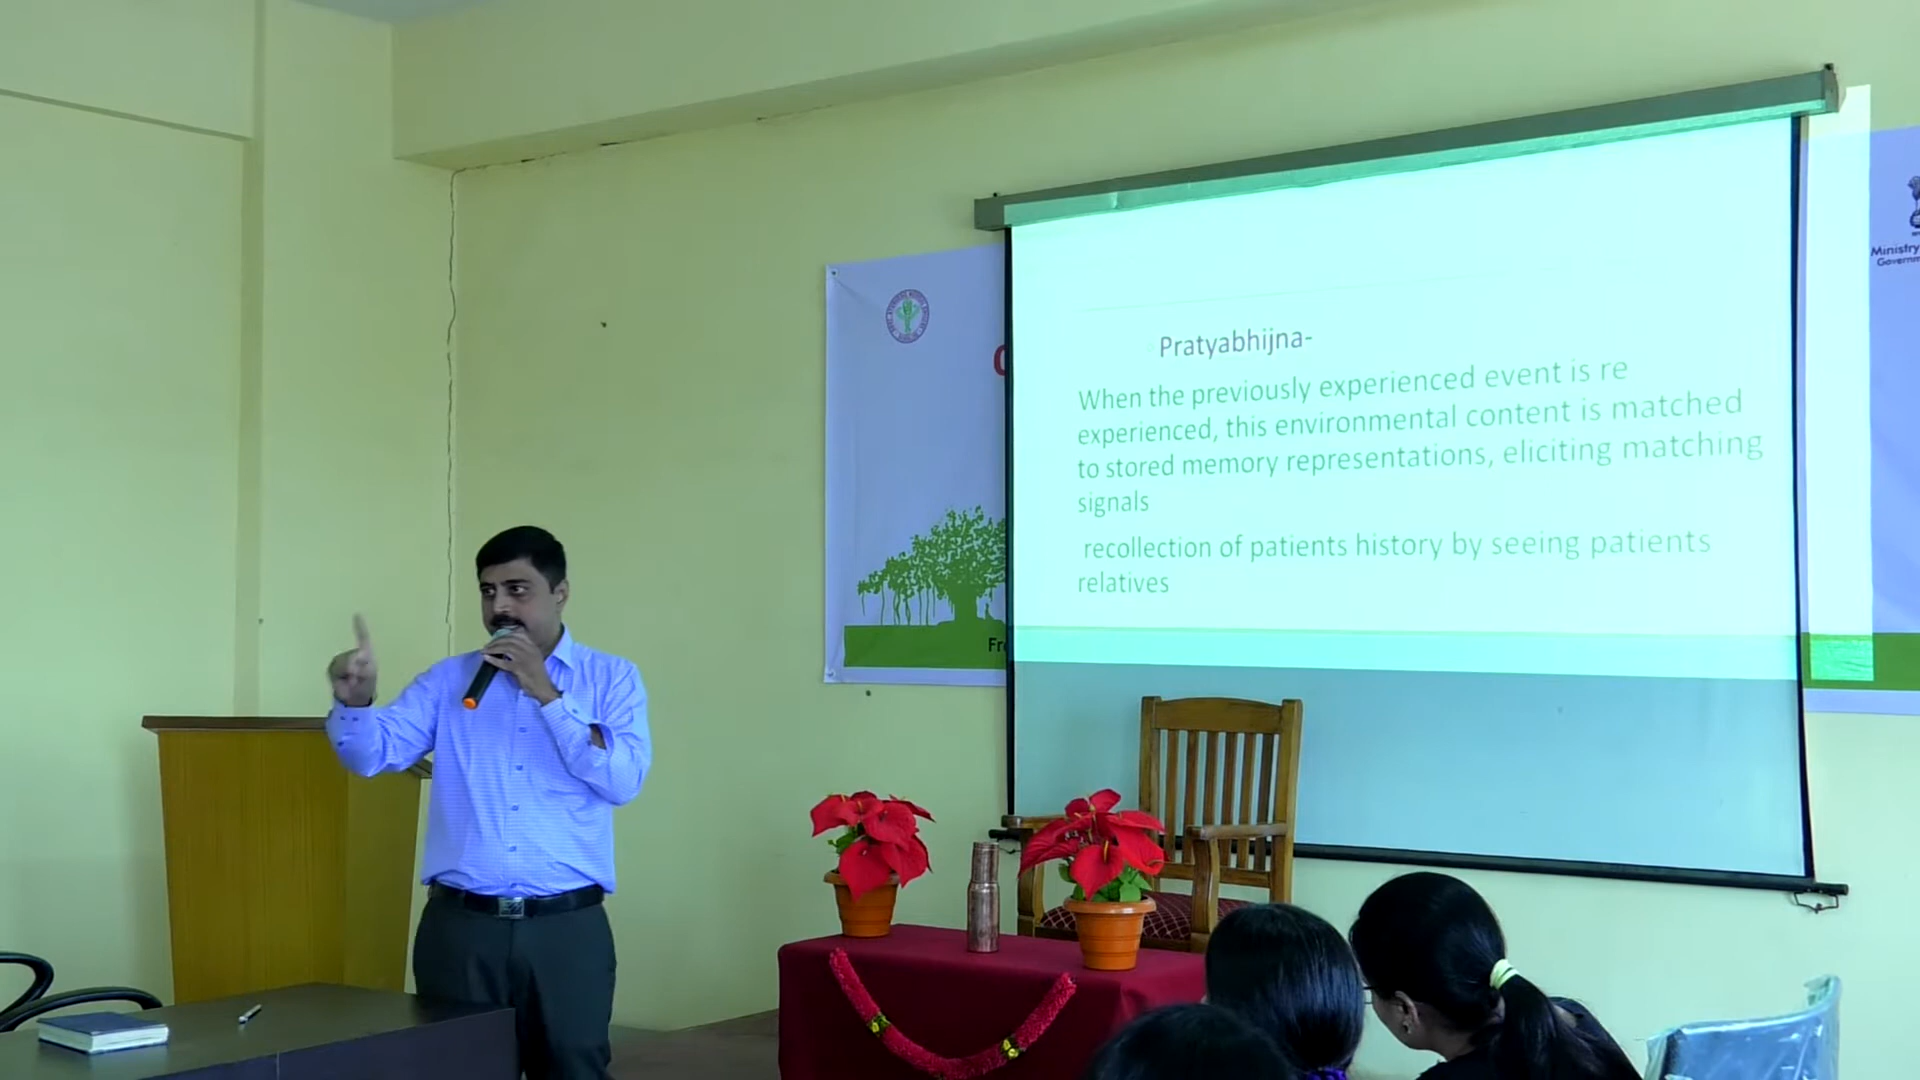 Pratyabhijna-
When the previously experienced event is re
experienced, this environmental content is matched
to stored memory representations, eliciting matching
signals
recollection of patients history by seeing patients
relatives
Ministry
Governm